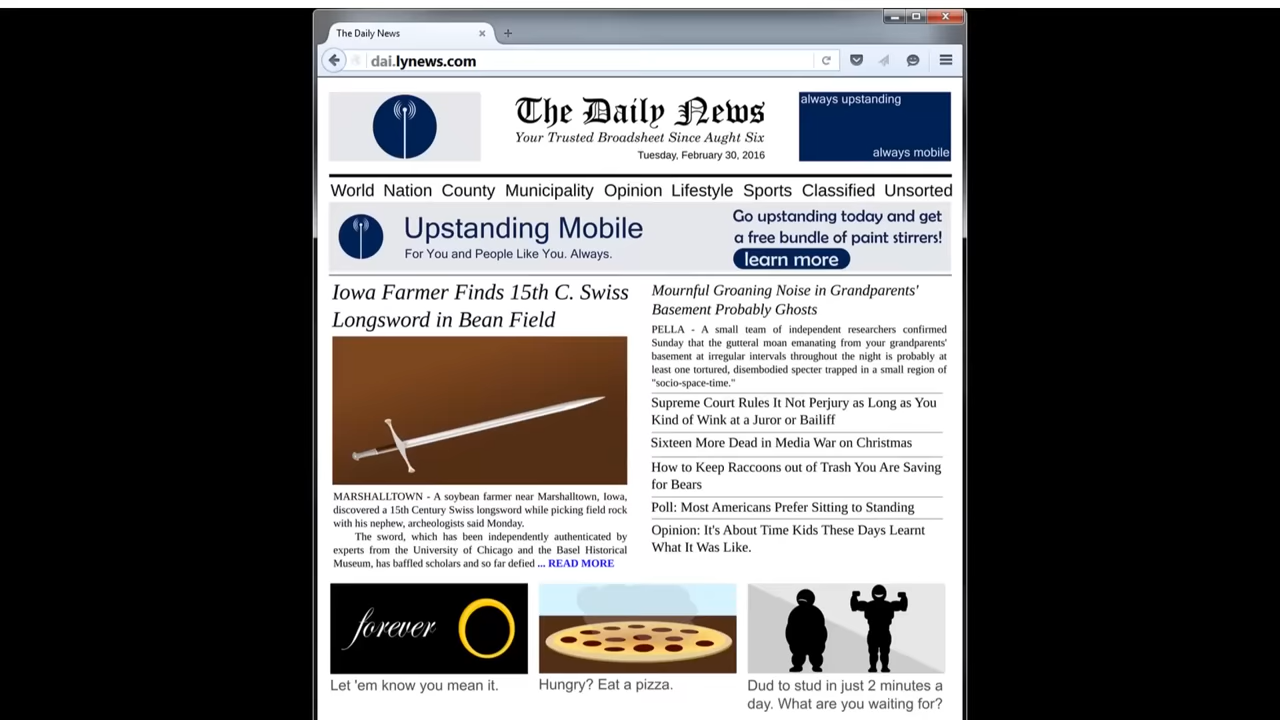 The Daily News
dai.lynews.com
The Daily News
Your Trusted Broadsheet Since Aught Six
Tuesday, February 30, 2016
always upstanding
always mobile
World Nation County Municipality Opinion Lifestyle Sports Classified Unsorted
Upstanding Mobile
For You and People Like You. Always.
Go upstanding today and get
a free bundle of paint stirrers!
learn more
Iowa Farmer Finds 15th C. Swiss
Longsword in Bean Field
MARSHALLTOWN - A soybean farmer near Marshalltown, Iowa,
discovered a 15th Century Swiss longsword while picking field rock
with his nephew, archeologists said Monday.
The sword, which has been independently authenticated by
experts from the University of Chicago and the Basel Historical
Museum, has baffled scholars and so far defied ... READ MORE
Mournful Groaning Noise in Grandparents'
Basement Probably Ghosts
PELLA - A small team of independent researchers confirmed
Sunday that the gutteral moan emanating from your grandparents'
basement at irregular intervals throughout the night is probably at
least one tortured, disembodied specter trapped in a small region of
"socio-space-time."
Supreme Court Rules It Not Perjury as Long as You
Kind of Wink at a Juror or Bailiff
Sixteen More Dead in Media War on Christmas
How to Keep Raccoons out of Trash You Are Saving
for Bears
Poll: Most Americans Prefer Sitting to Standing
Opinion: It's About Time Kids These Days Learnt
What It Was Like.
forever
Let 'em know you mean it.
Hungry? Eat a pizza.
Dud to stud in just 2 minutes a
day. What are you waiting for?